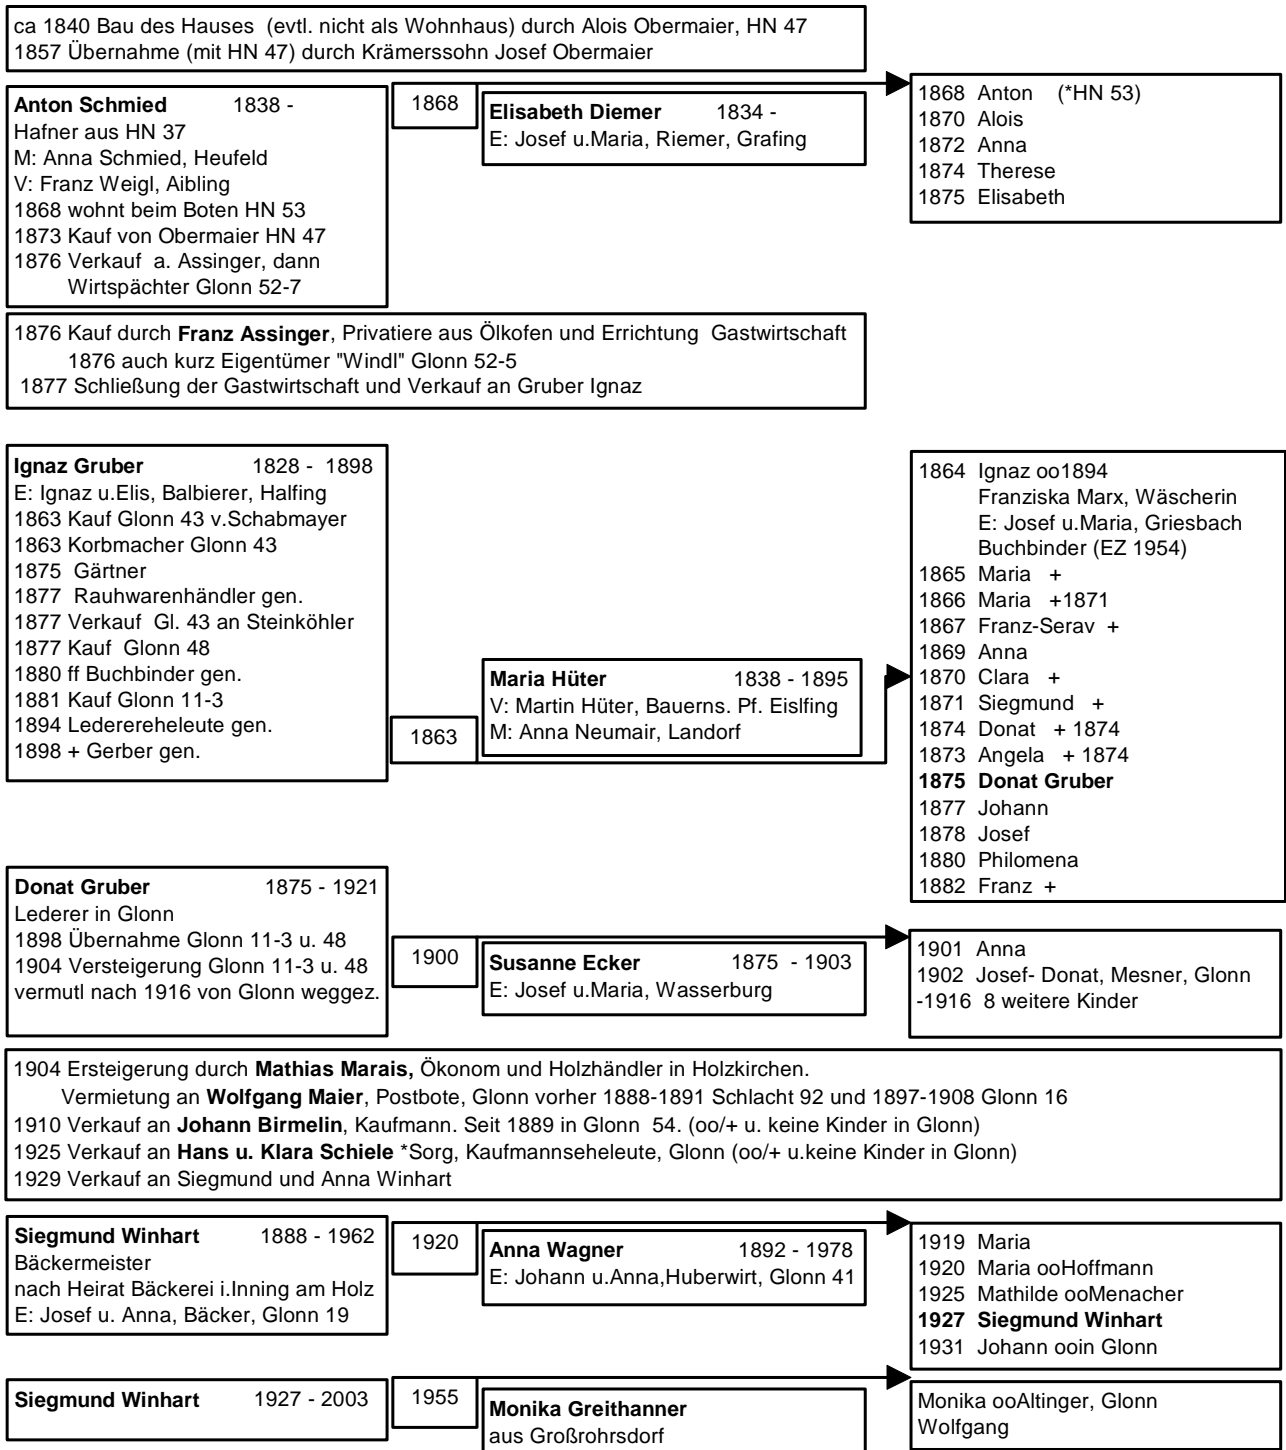 ca 1840 Bau des Hauses (evtl. nicht als Wohnhaus) durch Alois Obermaier, HN 47
1857 Übernahme (mit HN 47) durch Krämerssohn Josef Obermaier
Anton Schmied 1838 -
Hafner aus HN 37
M: Anna Schmied, Heufeld
V: Franz Weigl, Aibling
1868 wohnt beim Boten HN 53
1873 Kauf von Obermaier HN 47
1876 Verkauf a. Assinger, dann
Wirtspächter Glonn 52-7
1868
Elisabeth Diemer 1834 -
E: Josef u.Maria, Riemer, Grafing
1868 Anton (*HN 53)
1870 Alois
1872 Anna
1874 Therese
1875 Elisabeth
1876 Kauf durch Franz Assinger, Privatiere aus Ölkofen und Errichtung Gastwirtschaft
1876 auch kurz Eigentümer "Windl" Glonn 52-5
1877 Schließung der Gastwirtschaft und Verkauf an Gruber Ignaz
Ignaz Gruber 1828 - 1898
E: Ignaz u.Elis, Balbierer, Halfing
1863 Kauf Glonn 43 v.Schabmayer
1863 Korbmacher Glonn 43
1875 Gärtner
1877 Rauhwarenhändler gen.
1877 Verkauf Gl. 43 an Steinköhler
1877 Kauf Glonn 48
1880 ff Buchbinder gen.
1881 Kauf Glonn 11-3
1894 Lederereheleute gen.
1898 + Gerber gen.
1863
Maria Hüter 1838 - 1895
V: Martin Hüter, Bauerns. Pf. Eislfing
M: Anna Neumair, Landorf
1864 Ignaz oo1894
Franziska Marx, Wäscherin
E: Josef u.Maria, Griesbach
Buchbinder (EZ 1954)
1865 Maria +
1866 Maria +1871
1867 Franz-Serav +
1869 Anna
1870 Clara +
1871 Siegmund +
1874 Donat + 1874
1873 Angela + 1874
1875 Donat Gruber
1877 Johann
1878 Josef
1880 Philomena
1882 Franz +
Donat Gruber 1875 - 1921
Lederer in Glonn
1898 Übernahme Glonn 11-3 u. 48
1904 Versteigerung Glonn 11-3 u. 48
vermutl nach 1916 von Glonn weggez.
1900
Susanne Ecker 1875 - 1903
E: Josef u.Maria, Wasserburg
1901 Anna
1902 Josef- Donat, Mesner, Glonn
-1916 8 weitere Kinder
1904 Ersteigerung durch Mathias Marais, Ökonom und Holzhändler in Holzkirchen.
Vermietung an Wolfgang Maier, Postbote, Glonn vorher 1888-1891 Schlacht 92 und 1897-1908 Glonn 16
1910 Verkauf an Johann Birmelin, Kaufmann. Seit 1889 in Glonn 54. (oo/+ u. keine Kinder in Glonn)
1925 Verkauf an Hans u. Klara Schiele *Sorg, Kaufmannseheleute, Glonn (oo/+ u.keine Kinder in Glonn)
1929 Verkauf an Siegmund und Anna Winhart
Siegmund Winhart 1888 - 1962
Bäckermeister
nach Heirat Bäckerei i.Inning am Holz
E: Josef u. Anna, Bäcker, Glonn 19
1920
Anna Wagner 1892 - 1978
E: Johann u.Anna,Huberwirt, Glonn 41
1919 Maria
1920 Maria ooHoffmann
1925 Mathilde ooMenacher
1927 Siegmund Winhart
1931 Johann ooin Glonn
Siegmund Winhart 1927 - 2003
1955
Monika Greithanner
aus Großrohrsdorf
Monika ooAltinger, Glonn
Wolfgang